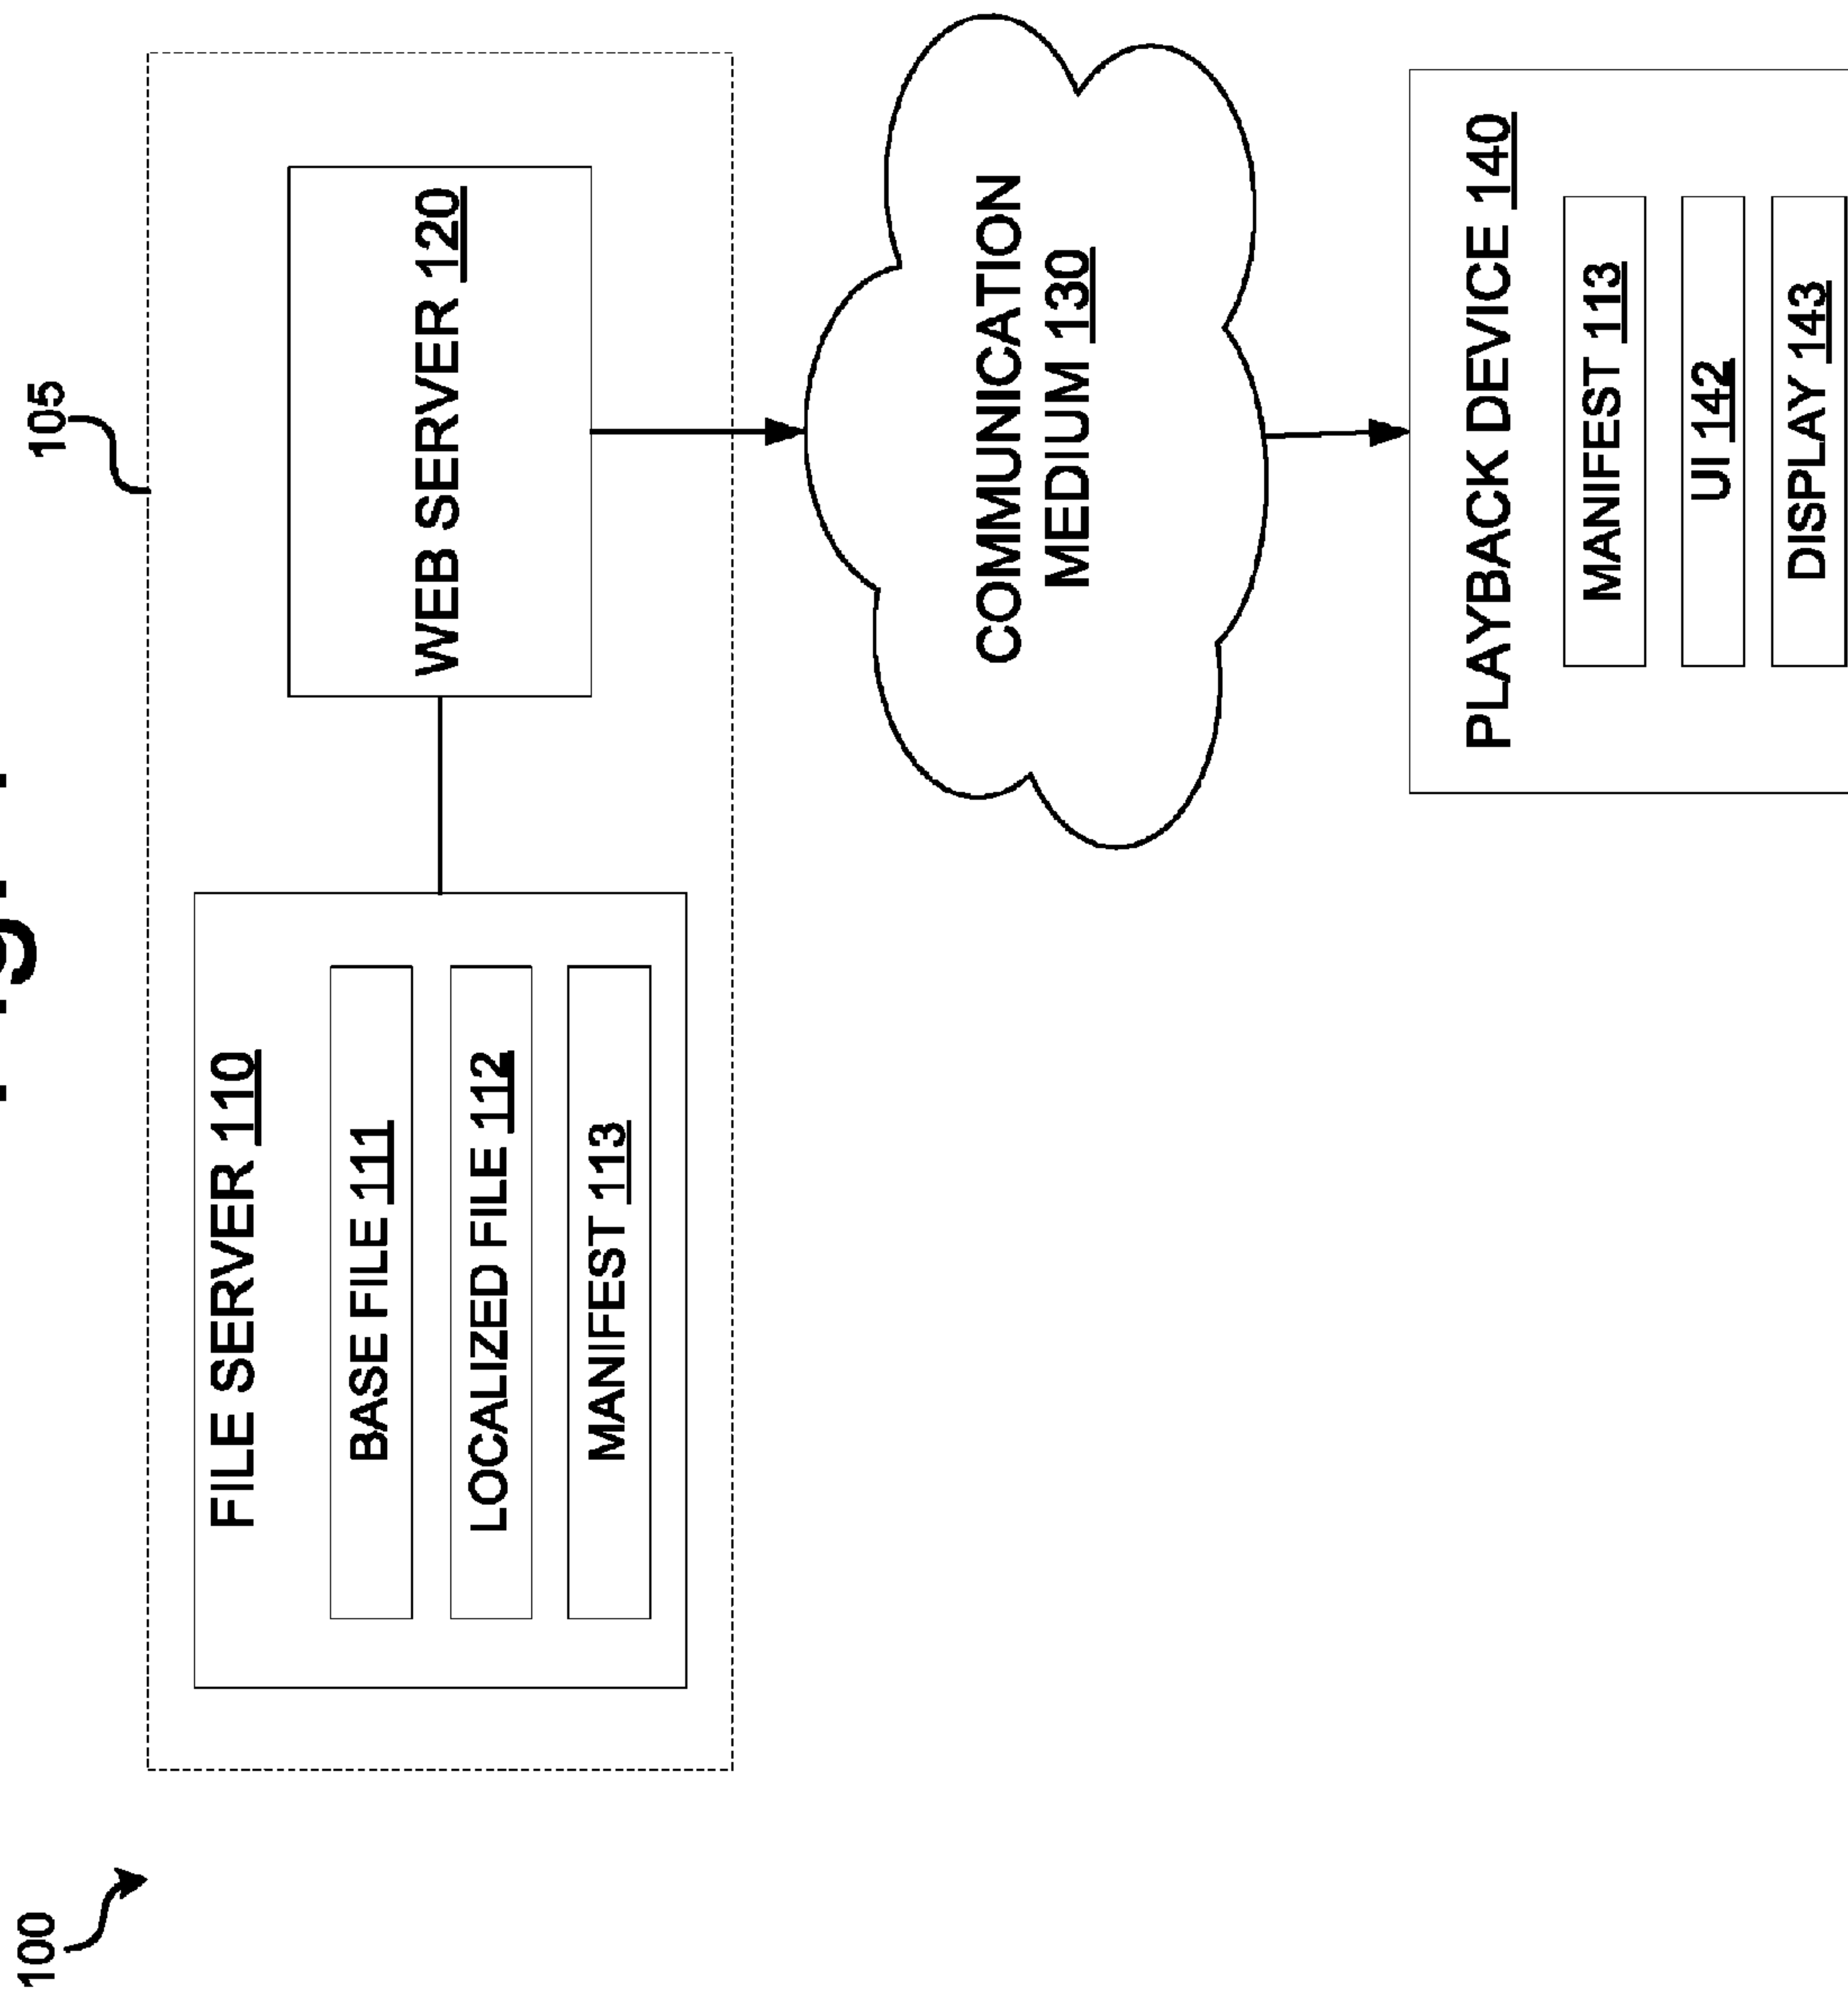 100
105
FILE SERVER 110
BASE FILE 111
LOCALIZED FILE 112
MANIFEST 113
WEB SERVER 120
COMMUNICATION
MEDIUM 130
PLAYBACK DEVICE 140
MANIFEST 113
UI 142
DISPLAY 143